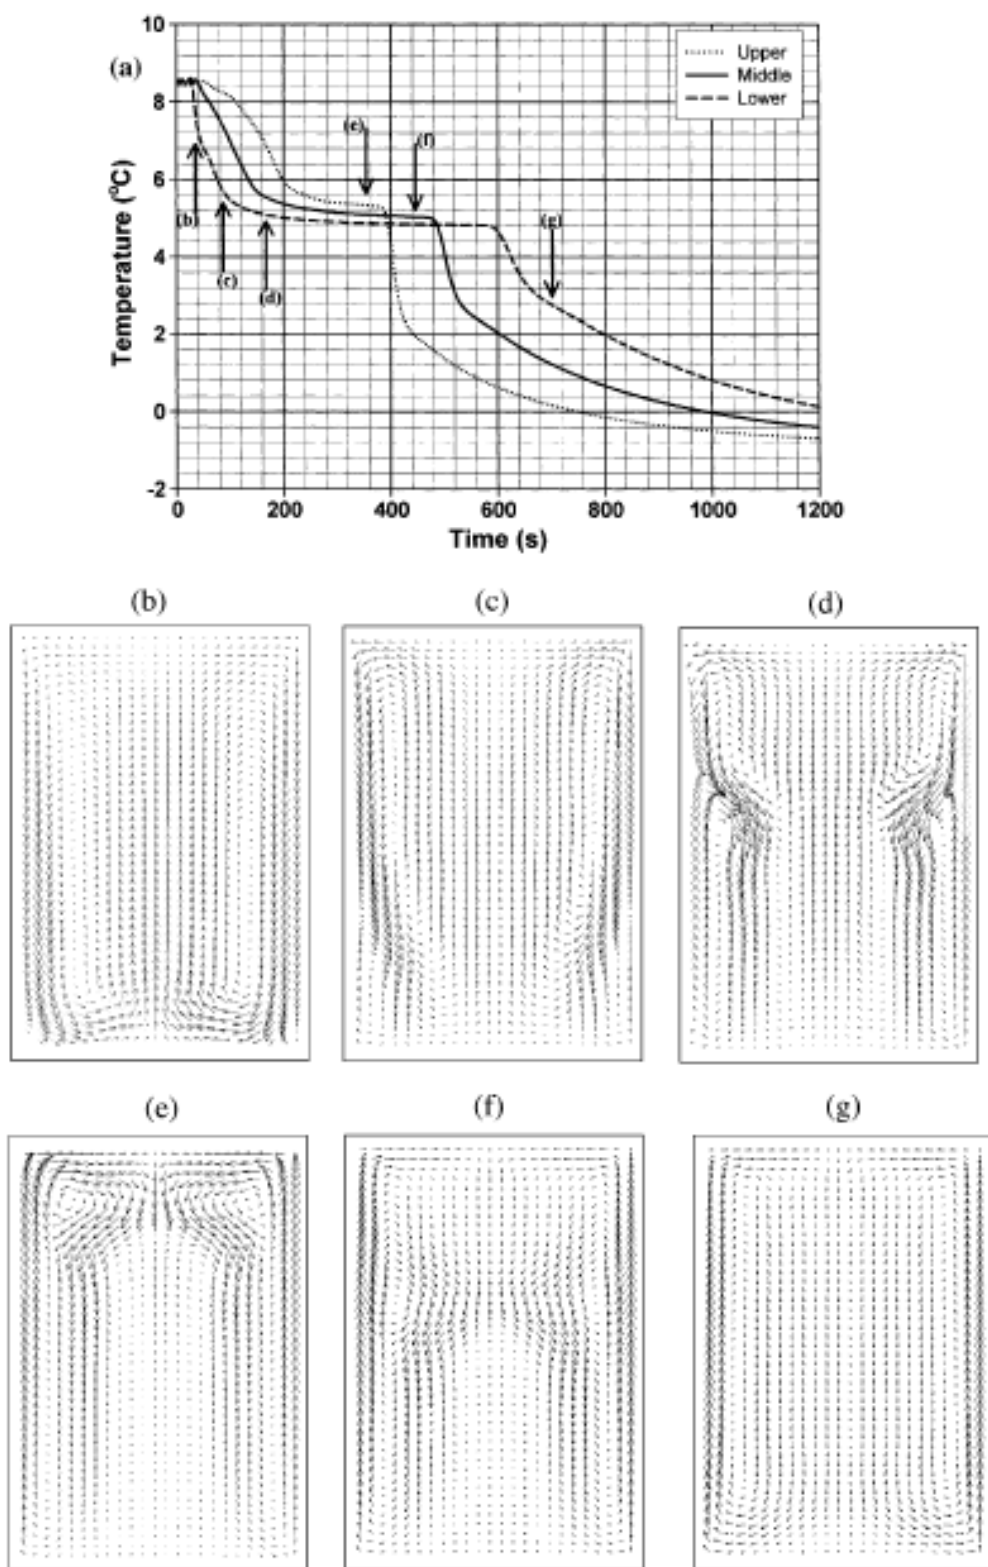 (a)
10
8
6
4
2
0
-2
Temperature (°C)
Upper
Middle
Lower
(b)
(c)
(d)
(e)
(f)
(g)
0
200
400
600
800
1000
1200
Time (s)
(b)
(c)
(d)
(e)
(f)
(g)